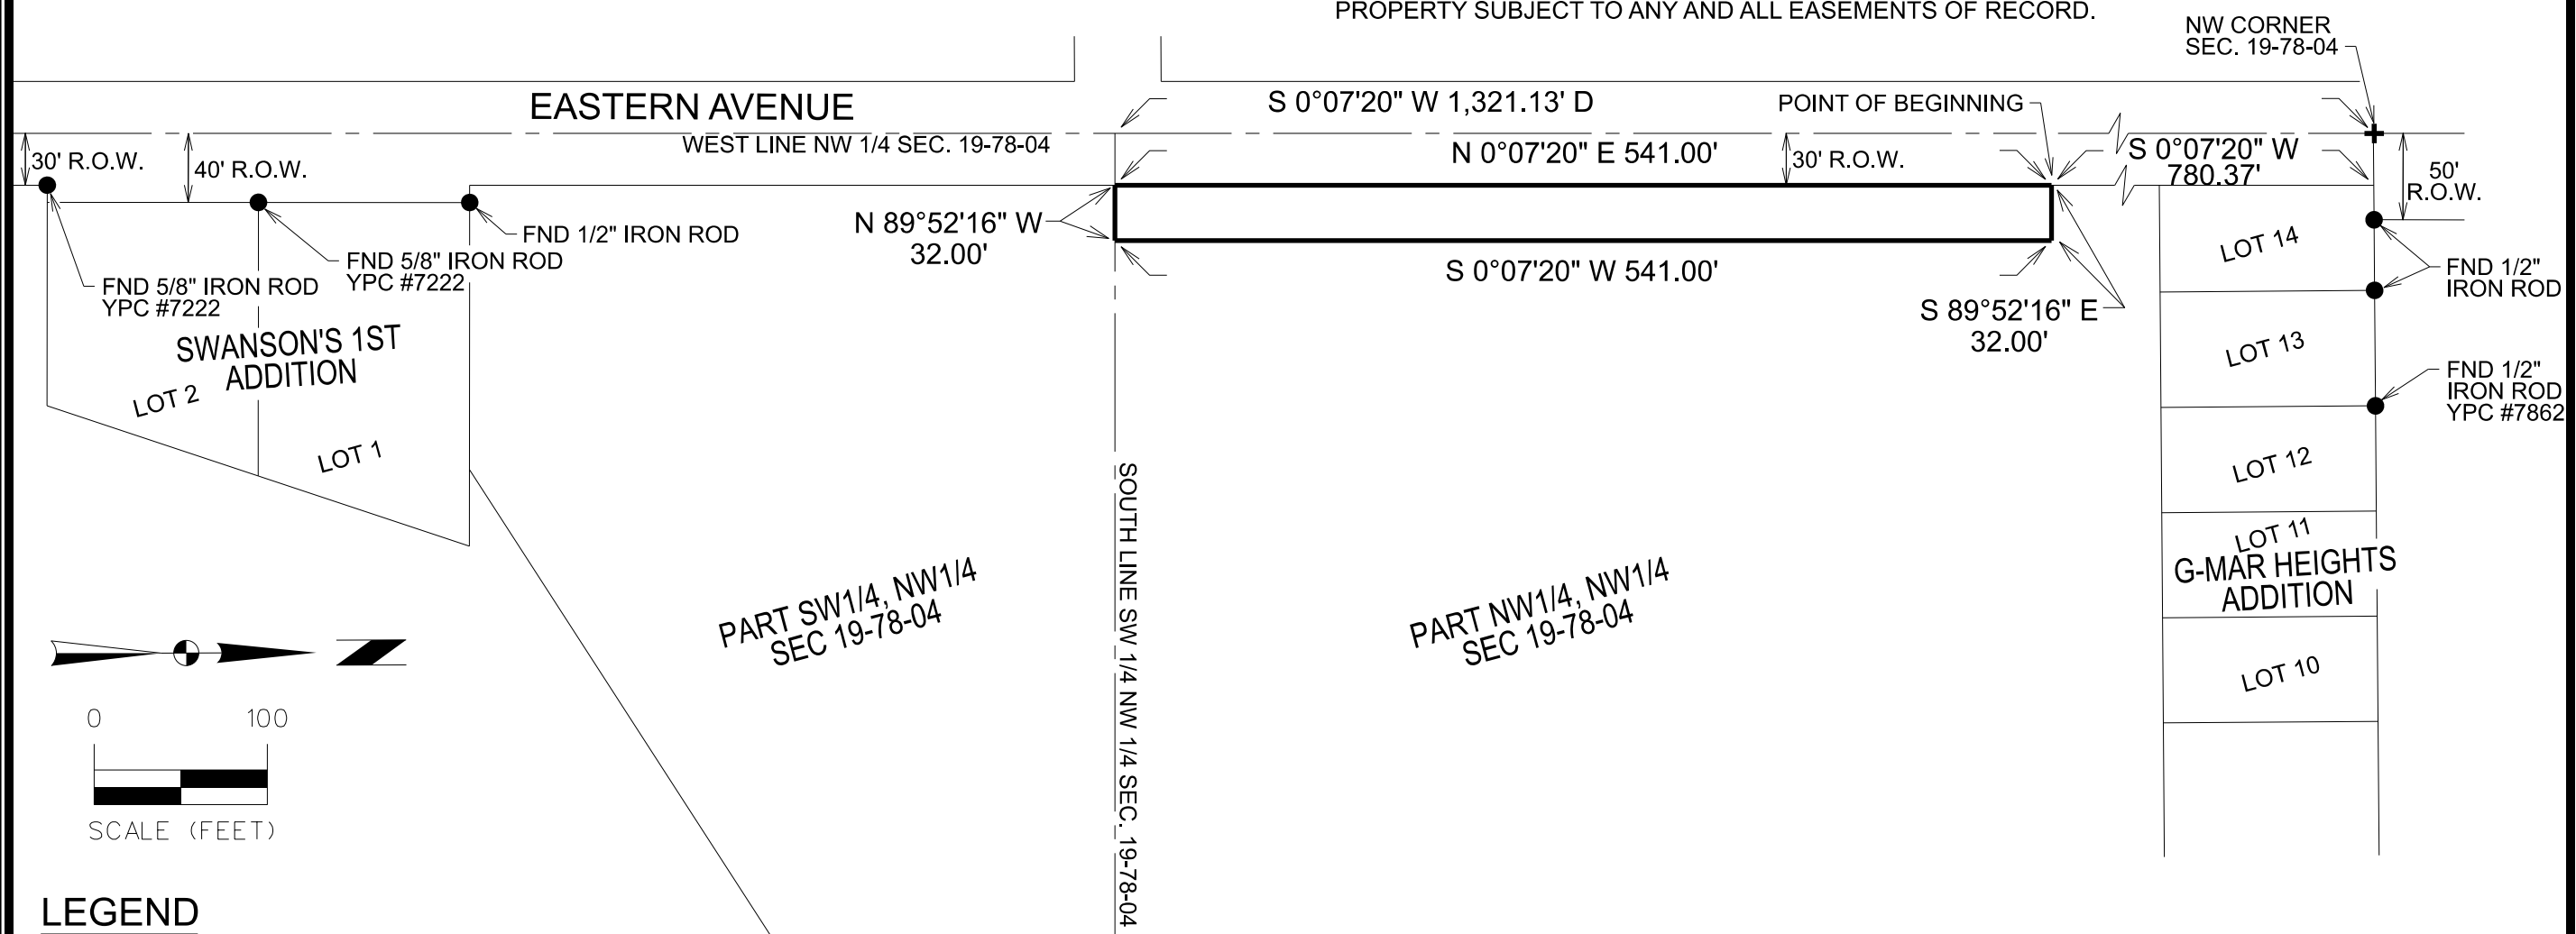 PROPERTY SUBJECT TO ANY AND ALL EASEMENTS OF RECORD.
NW CORNER
SEC. 19-78-04
EASTERN AVENUE
S 0°07'20" W 1,321.13' D
POINT OF BEGINNING
WEST LINE NW 1/4 SEC. 19-78-04
30' R.O.W.
40' R.O.W.
N 0°07'20" E 541.00'
30' R.O.W.
S 0°07'20" W
780.37'
50'
R.O.W.
N 89°52'16" W
32.00'
FND 1/2" IRON ROD
FND 5/8" IRON ROD
YPC #7222
FND 5/8" IRON ROD
YPC #7222
S 0°07'20" W 541.00'
S 89°52'16" E
32.00'
LOT 14
FND 1/2"
IRON ROD
SWANSON'S 1ST
ADDITION
LOT 2
LOT 1
LOT 13
FND 1/2"
IRON ROD
YPC #7862
LOT 12
SOUTH LINE SW 1/4 NW 1/4 SEC. 19-78-04
LOT 11
G-MAR HEIGHTS
ADDITION
PART SW1/4, NW1/4
SEC 19-78-04
PART NW1/4, NW1/4
SEC 19-78-04
LOT 10
Z
0 100
SCALE (FEET)
LEGEND